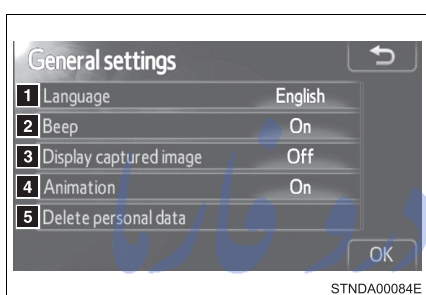 General settings
1 Language English
2 Beep On
3 Display captured image Off
4 Animation On
5 Delete personal data
OK
STNDA00084E